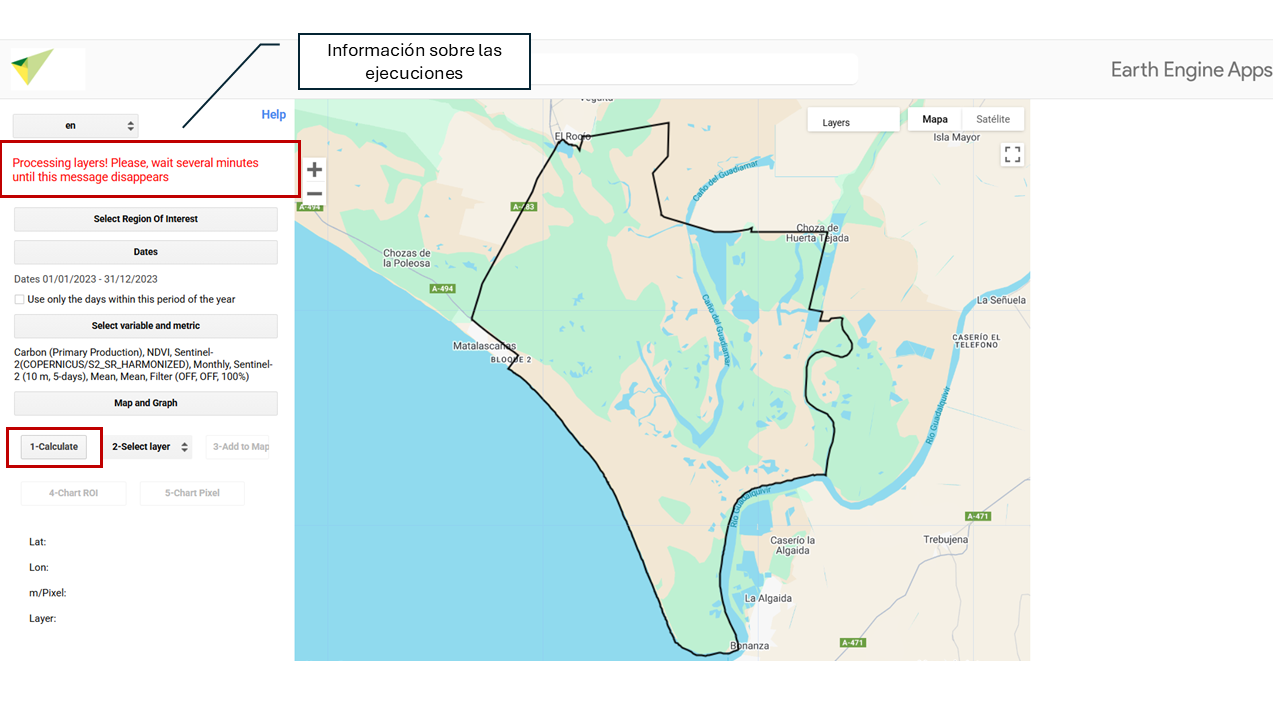 Información sobre las
ejecuciones
Earth Engine Apps
Help
en
Processing layers! Please, wait several minutes
until this message disappears
Select Region Of Interest
Dates
Dates 01/01/2023 - 31/12/2023
Use only the days within this period of the year
Select variable and metric
Carbon (Primary Production), NDVI, Sentinel-
2(COPERNICUS/S2_SR_HARMONIZED), Monthly, Sentinel-
2 (10 m, 5-days), Mean, Mean, Filter (OFF, OFF, 100%)
Map and Graph
1-Calculate
2-Select layer
3-Add to Map
4-Chart ROI
5-Chart Pixel
Lat:
Lon:
m/Pixel:
Layer:
Layers
Mapa
Satélite
Isla Mayor
El Rocío
Caño del Guadiamar
A-494
A-483
Choza de
Huerta Tejada
Chozas de
la Poleosa
A-494
La Señuela
Caño del Guadiamar
CASERÍO EL
TELEFONO
Matalascañas
BLOQUE 2
Río Guadalquivir
Río Guadalquivir
A-471
Caserío la
Algaida
Trebujena
La Algaida
A-471
Bonanza